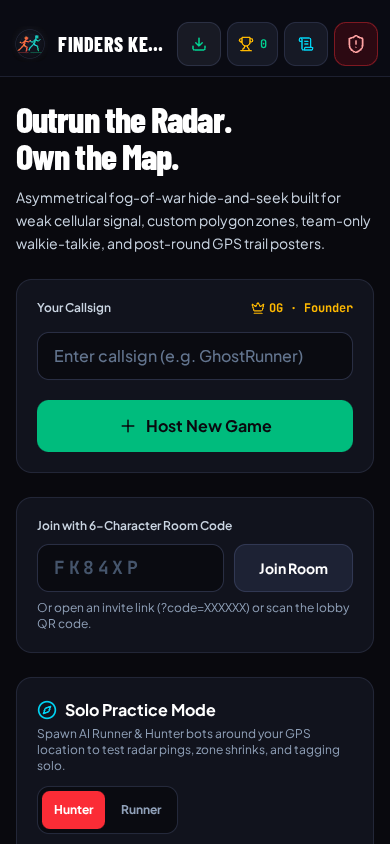 FINDERS KE...
0
Outrun the Radar.
Own the Map.
Asymmetrical fog-of-war hide-and-seek built for
weak cellular signal, custom polygon zones, team-only
walkie-talkie, and post-round GPS trail posters.
Your Callsign
OG · Founder
Enter callsign (e.g. GhostRunner)
+ Host New Game
Join with 6-Character Room Code
FK84XP
Join Room
Or open an invite link (?code=XXXXXX) or scan the lobby
QR code.
Solo Practice Mode
Spawn AI Runner & Hunter bots around your GPS
location to test radar pings, zone shrinks, and tagging
solo.
Hunter
Runner